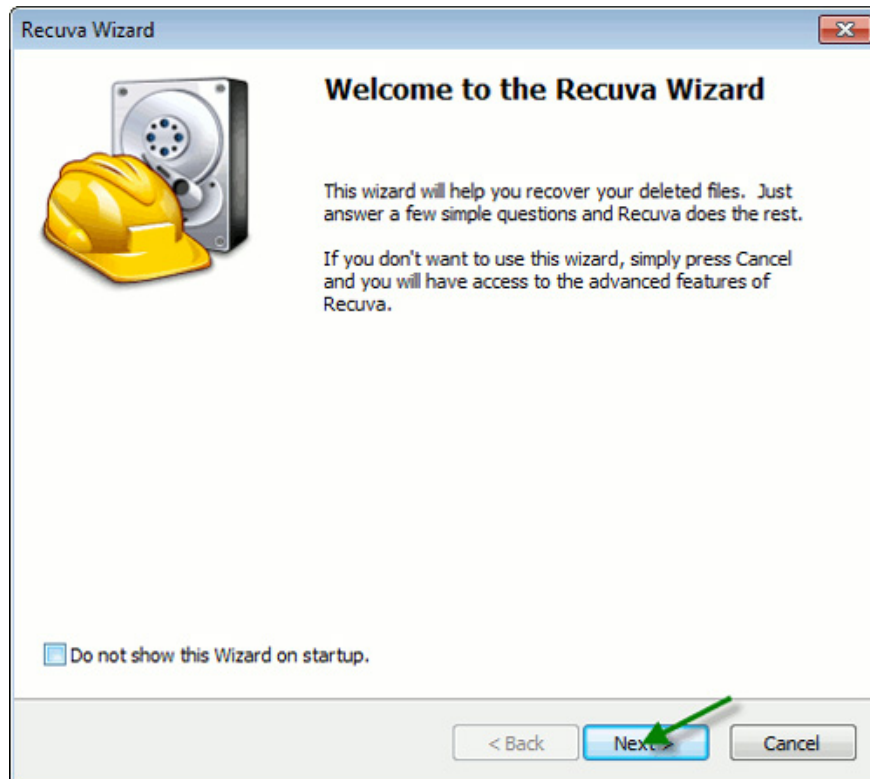 Recuva Wizard
Welcome to the Recuva Wizard
This wizard will help you recover your deleted files.  Just
answer a few simple questions and Recuva does the rest.
If you don't want to use this wizard, simply press Cancel
and you will have access to the advanced features of
Recuva.
Do not show this Wizard on startup.
< Back
Next >
Cancel